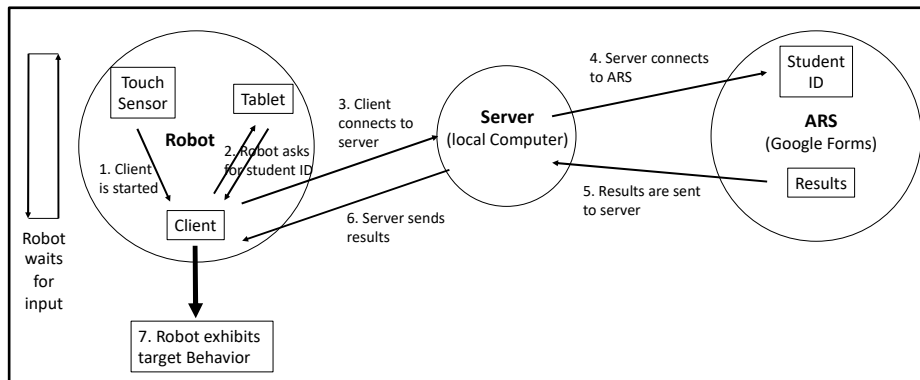 Touch
Sensor
Tablet
Robot
1. Client
is started
2. Robot asks
for student ID
Client
Robot
waits
for
input
7. Robot exhibits
target Behavior
3. Client
connects to
server
6. Server sends
results
Server
(local Computer)
4. Server connects
to ARS
5. Results are sent
to server
Student
ID
ARS
(Google Forms)
Results